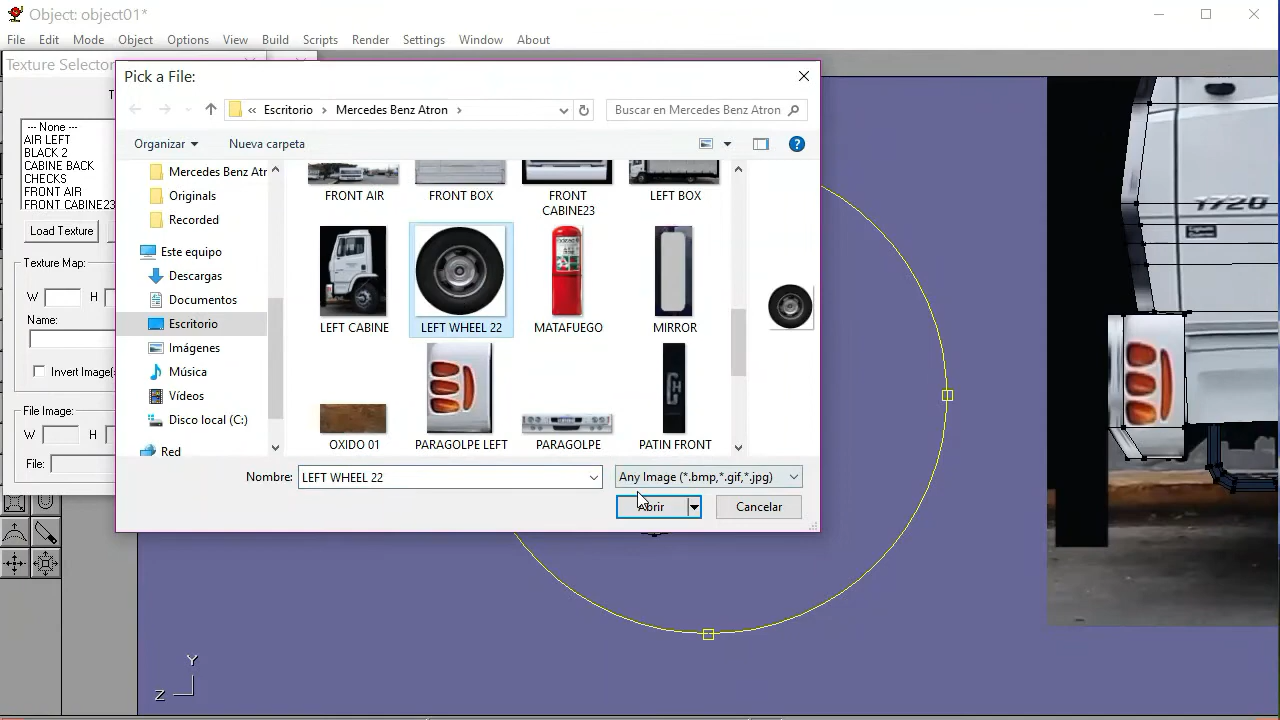 Object: object01*
File Edit Mode Object Options View Build Scripts Render Settings Window About
Texture Selector
Pick a File:
« Escritorio › Mercedes Benz Atron ›
Buscar en Mercedes Benz Atron
Organizar
Nueva carpeta
--- None ---
AIR LEFT
BLACK 2
CABINE BACK
CHECKS
FRONT AIR
FRONT CABINE23
Load Texture
Texture Map:
W
H
Name:
Invert Image(s
File Image:
W
H
File:
Mercedes Benz Atr
Originals
Recorded
Este equipo
Descargas
Documentos
Escritorio
Imágenes
Música
Vídeos
Disco local (C:)
Red
FRONT AIR
FRONT BOX
FRONT
CABINE23
LEFT BOX
LEFT CABINE
LEFT WHEEL 22
MATAFUEGO
MIRROR
OXIDO 01
PARAGOLPE LEFT
PARAGOLPE
PATIN FRONT
Nombre:
LEFT WHEEL 22
Any Image (*.bmp,*.gif,*.jpg)
Abrir
Cancelar
1720
Y
Z